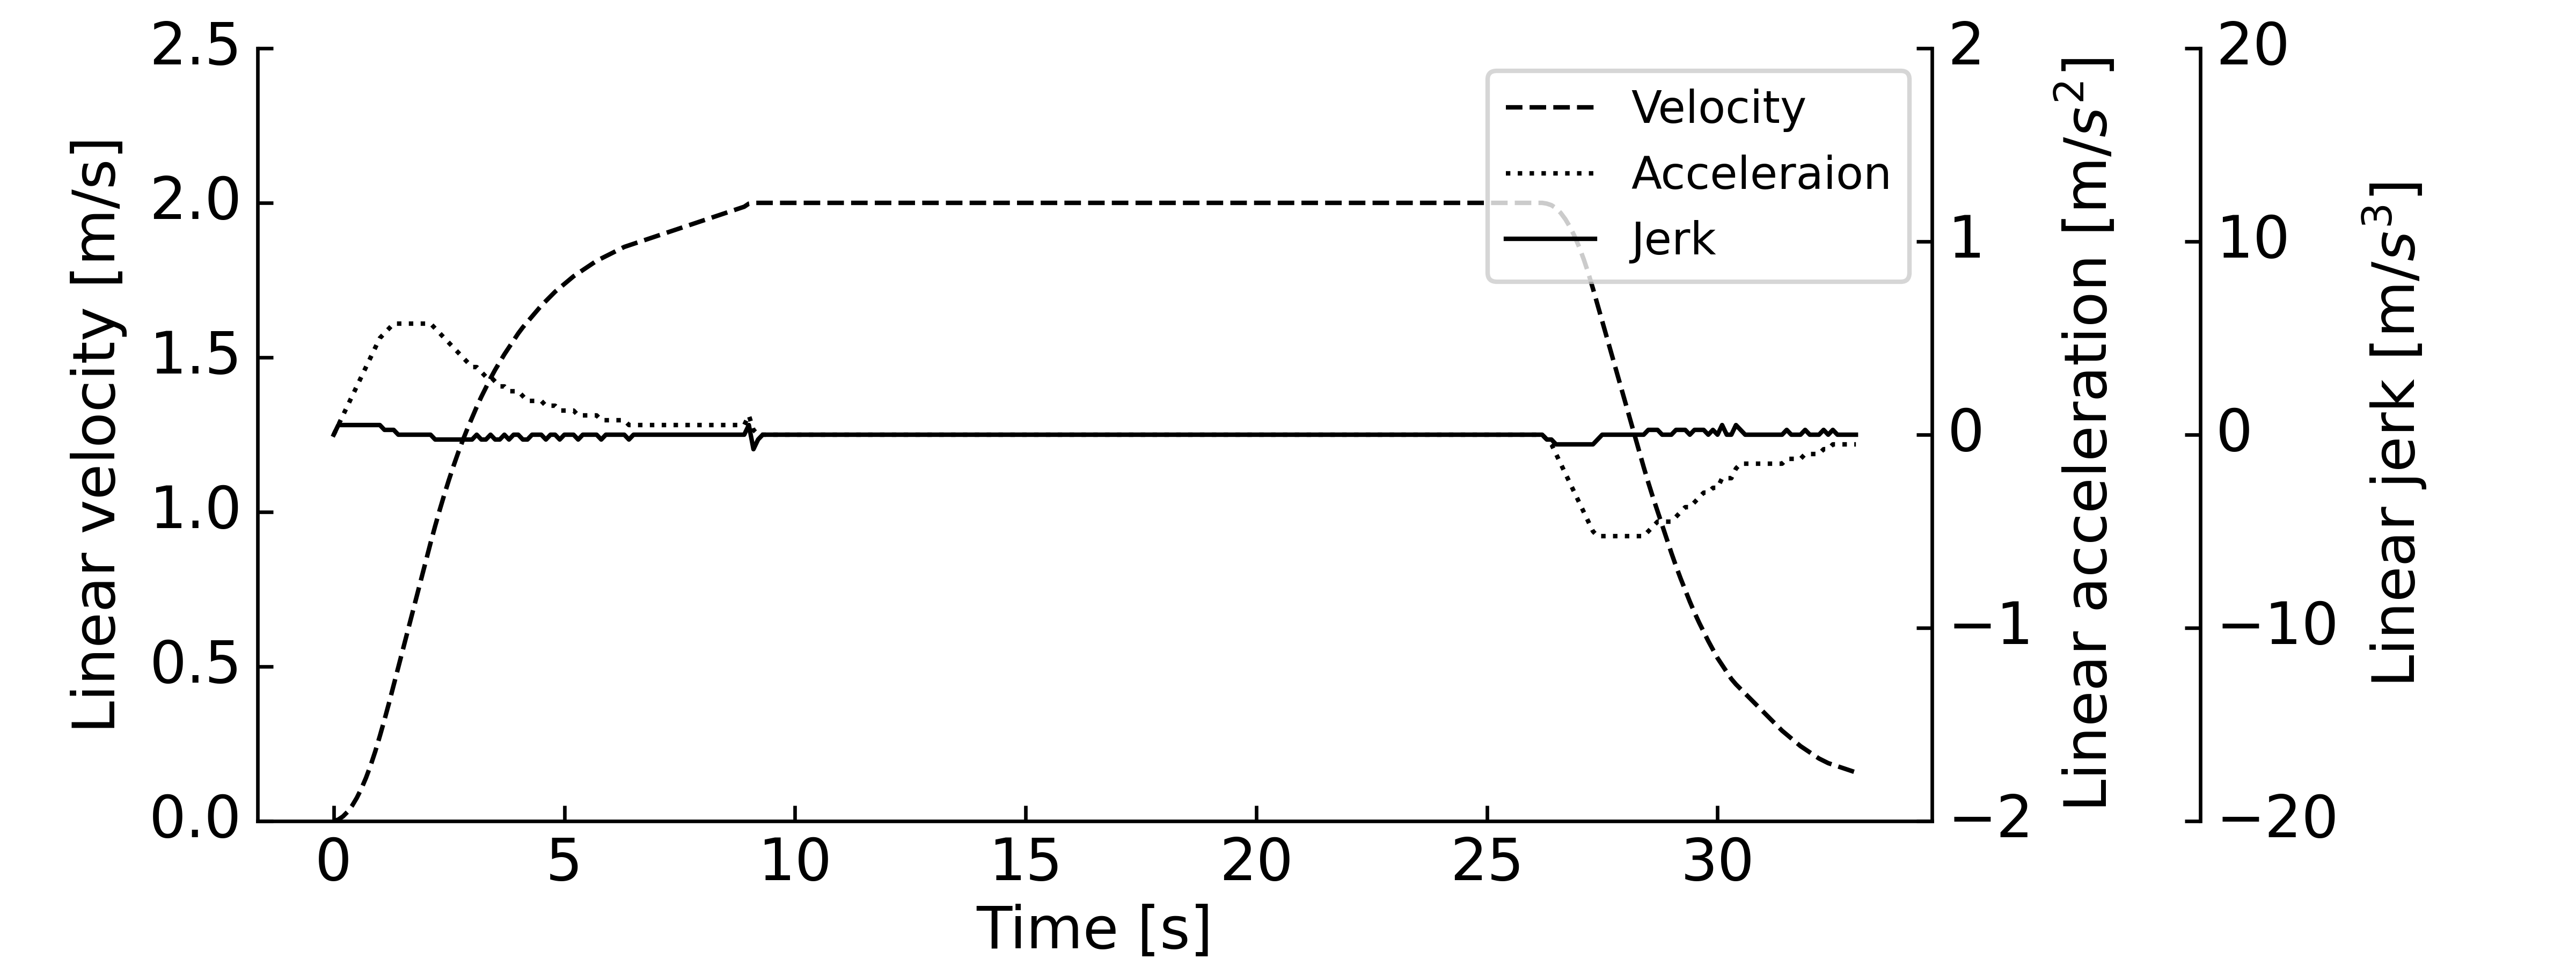 Linear velocity [m/s]
2.5
2.0
1.5
1.0
0.5
0.0
0 5 10 15 20 25 30
Time [s]
Velocity
Acceleraion
Jerk
2
1
0
−1
−2
Linear acceleration [m/s²]
20
10
0
−10
−20
Linear jerk [m/s³]